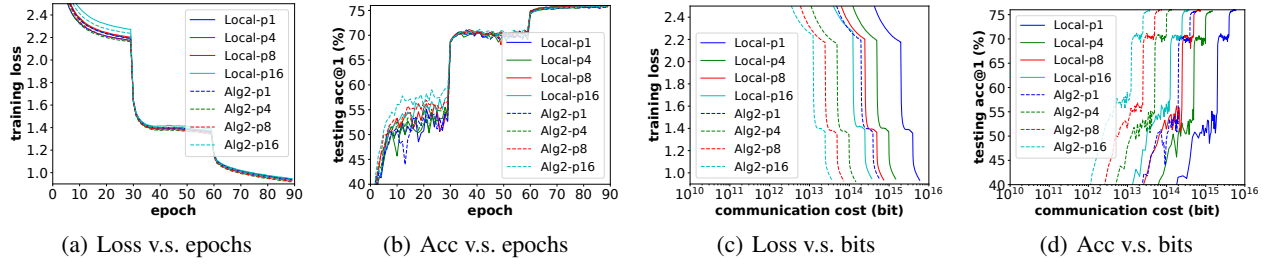 2.4
2.2
2.0
1.8
1.6
1.4
1.2
1.0
training loss
0 10 20 30 40 50 60 70 80 90
epoch
Local-p1
Local-p4
Local-p8
Local-p16
Alg2-p1
Alg2-p4
Alg2-p8
Alg2-p16
(a) Loss v.s. epochs
75
70
65
60
55
50
45
40
testing acc@1 (%)
0 10 20 30 40 50 60 70 80 90
epoch
Local-p1
Local-p4
Local-p8
Local-p16
Alg2-p1
Alg2-p4
Alg2-p8
Alg2-p16
(b) Acc v.s. epochs
2.4
2.2
2.0
1.8
1.6
1.4
1.2
1.0
training loss
10^10 10^11 10^12 10^13 10^14 10^15 10^16
communication cost (bit)
Local-p1
Local-p4
Local-p8
Local-p16
Alg2-p1
Alg2-p4
Alg2-p8
Alg2-p16
(c) Loss v.s. bits
75
70
65
60
55
50
45
40
testing acc@1 (%)
10^10 10^11 10^12 10^13 10^14 10^15 10^16
communication cost (bit)
Local-p1
Local-p4
Local-p8
Local-p16
Alg2-p1
Alg2-p4
Alg2-p8
Alg2-p16
(d) Acc v.s. bits